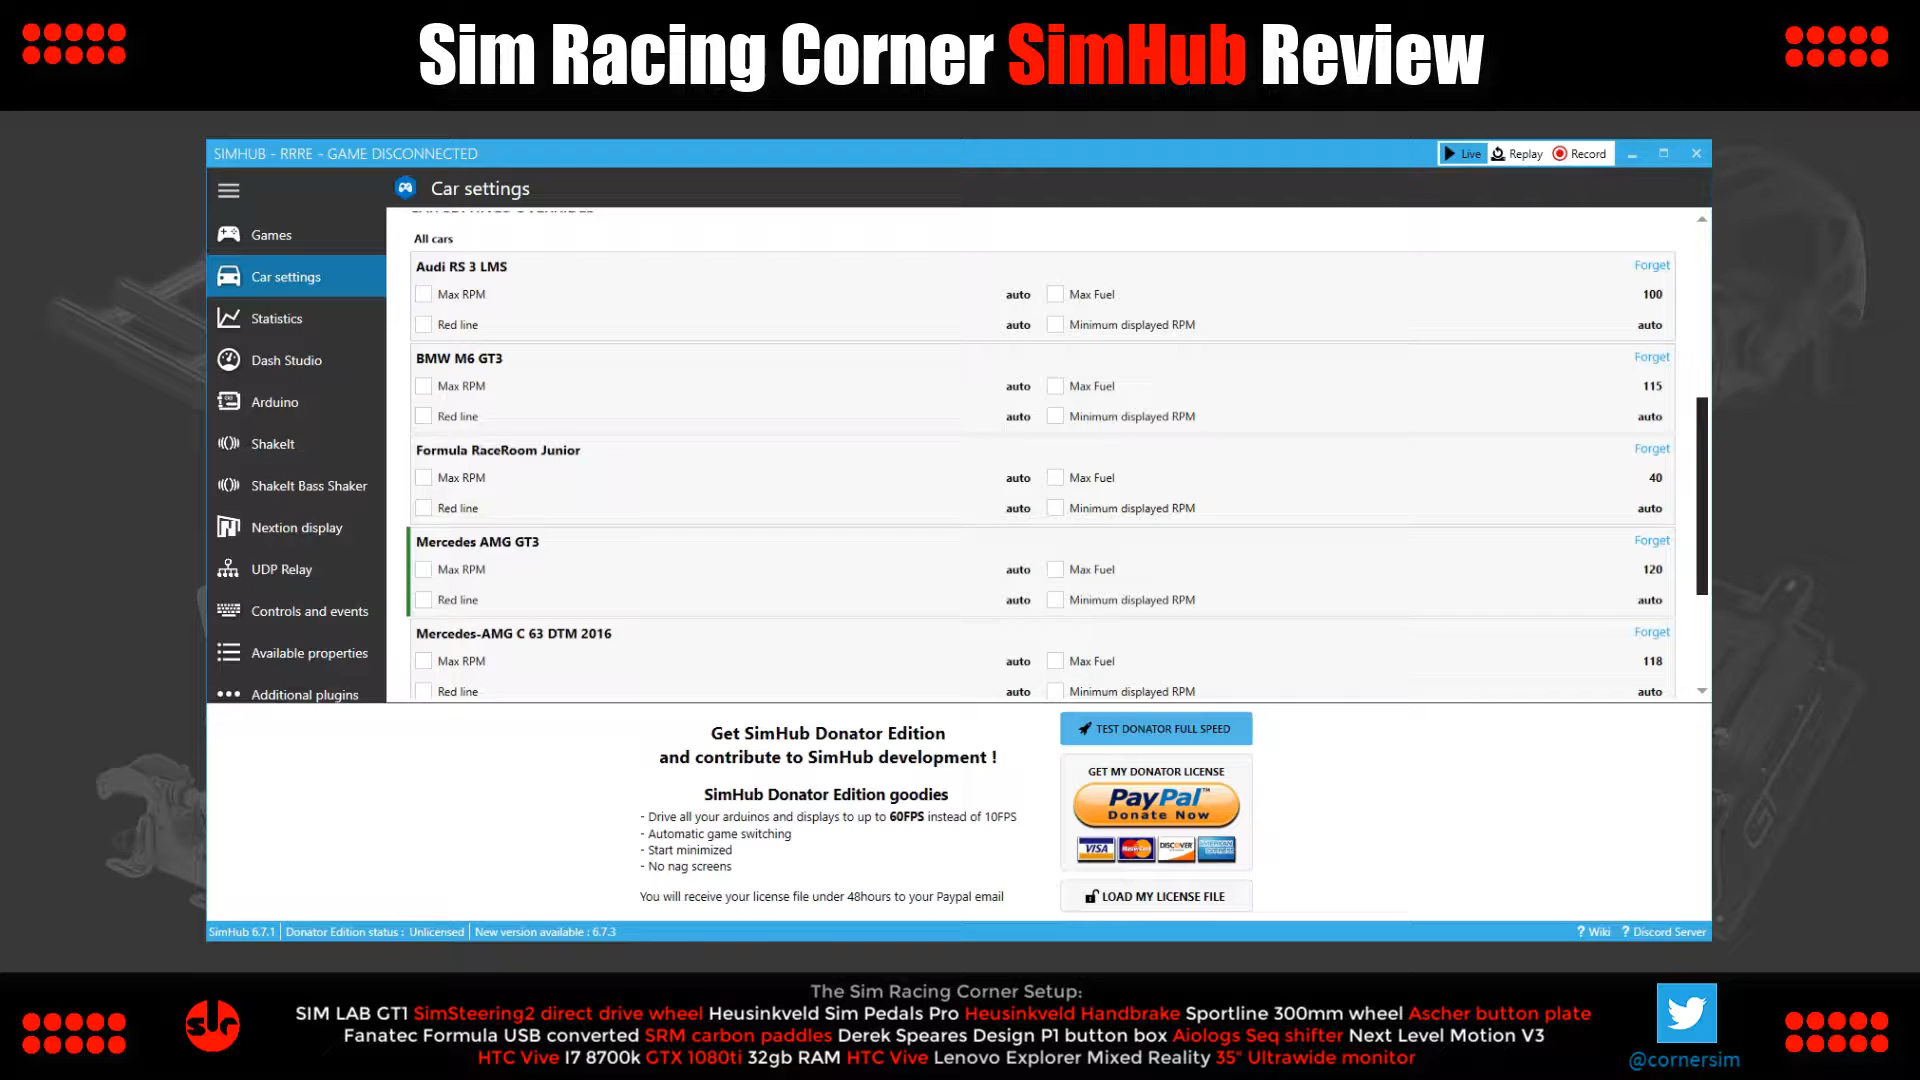 Sim Racing Corner SimHub Review
SIMHUB - RRRE - GAME DISCONNECTED
Live Replay Record
Car settings
Games
Car settings
Statistics
Dash Studio
Arduino
ShakeIt
ShakeIt Bass Shaker
Nextion display
UDP Relay
Controls and events
Available properties
Additional plugins
All cars
Audi RS 3 LMS Forget
Max RPM auto Max Fuel 100
Red line auto Minimum displayed RPM auto
BMW M6 GT3 Forget
Max RPM auto Max Fuel 115
Red line auto Minimum displayed RPM auto
Formula RaceRoom Junior Forget
Max RPM auto Max Fuel 40
Red line auto Minimum displayed RPM auto
Mercedes AMG GT3 Forget
Max RPM auto Max Fuel 120
Red line auto Minimum displayed RPM auto
Mercedes-AMG C 63 DTM 2016 Forget
Max RPM auto Max Fuel 118
Red line auto Minimum displayed RPM auto
Get SimHub Donator Edition
and contribute to SimHub development !
SimHub Donator Edition goodies
- Drive all your arduinos and displays to up to 60FPS instead of 10FPS
- Automatic game switching
- Start minimized
- No nag screens
You will receive your license file under 48hours to your Paypal email
TEST DONATOR FULL SPEED
GET MY DONATOR LICENSE
PayPal™
Donate Now
VISA MasterCard DISCOVER AMERICAN EXPRESS
LOAD MY LICENSE FILE
SimHub 6.7.1 Donator Edition status : Unlicensed New version available : 6.7.3
? Wiki ? Discord Server
The Sim Racing Corner Setup:
SIM LAB GT1 SimSteering2 direct drive wheel Heusinkveld Sim Pedals Pro Heusinkveld Handbrake Sportline 300mm wheel Ascher button plate
Fanatec Formula USB converted SRM carbon paddles Derek Speares Design P1 button box Aiologs Seq shifter Next Level Motion V3
HTC Vive I7 8700k GTX 1080ti 32gb RAM HTC Vive Lenovo Explorer Mixed Reality 35" Ultrawide monitor
@cornersim